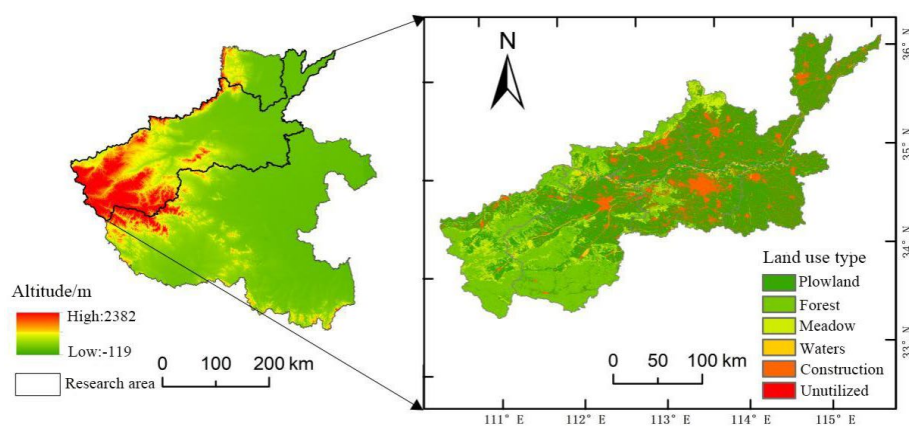 Altitude/m
High:2382
Low:-119
Research area
0 100 200 km
N
Land use type
Plowland
Forest
Meadow
Waters
Construction
Unutilized
0 50 100 km
36° N
35° N
34° N
33° N
111° E 112° E 113° E 114° E 115° E